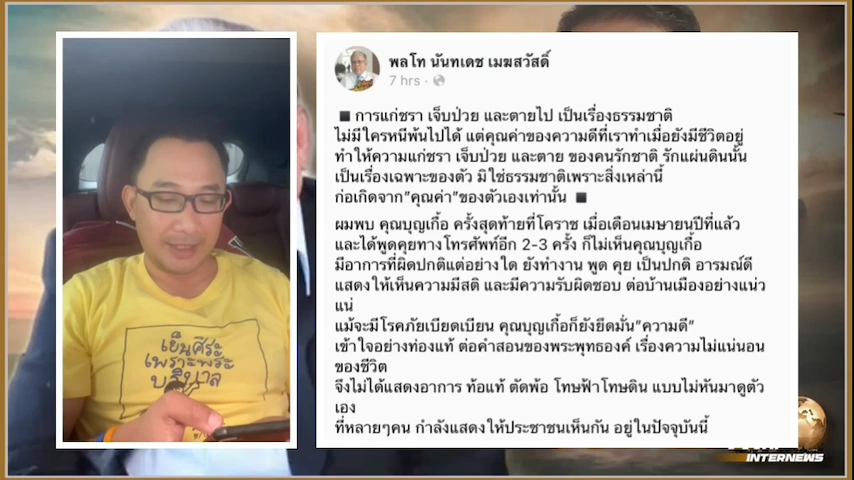 พลโท นันทเดช เมฆสวัสดิ์
7 hrs ·
◾การแก่ชรา เจ็บป่วย และตายไป เป็นเรื่องธรรมชาติ
ไม่มีใครหนีพ้นไปได้ แต่คุณค่าของความดีที่เราทำเมื่อยังมีชีวิตอยู่
ทำให้ความแก่ชรา เจ็บป่วย และตาย ของคนรักชาติ รักแผ่นดินนั้น
เป็นเรื่องเฉพาะของตัว มิใช่ธรรมชาติเพราะสิ่งเหล่านี้
ก่อเกิดจาก"คุณค่า"ของตัวเองเท่านั้น ◾
ผมพบ คุณบุญเกื้อ ครั้งสุดท้ายที่โคราช เมื่อเดือนเมษายนปีที่แล้ว
และได้พูดคุยทางโทรศัพท์อีก 2-3 ครั้ง ก็ไม่เห็นคุณบุญเกื้อ
มีอาการที่ผิดปกติแต่อย่างใด ยังทำงาน พูด คุย เป็นปกติ อารมณ์ดี
แสดงให้เห็นความมีสติ และมีความรับผิดชอบ ต่อบ้านเมืองอย่างแน่ว
แน่
แม้จะมีโรคภัยเบียดเบียน คุณบุญเกื้อก็ยังยึดมั่น"ความดี"
เข้าใจอย่างท่องแท้ ต่อคำสอนของพระพุทธองค์ เรื่องความไม่แน่นอน
ของชีวิต
จึงไม่ได้แสดงอาการ ท้อแท้ ตัดพ้อ โทษฟ้าโทษดิน แบบไม่หันมาดูตัว
เอง
ที่หลายๆคน กำลังแสดงให้ประชาชนเห็นกัน อยู่ในปัจจุบันนี้
เย็นศิระ
เพราะพระ
บริบาล
INTERNEWS